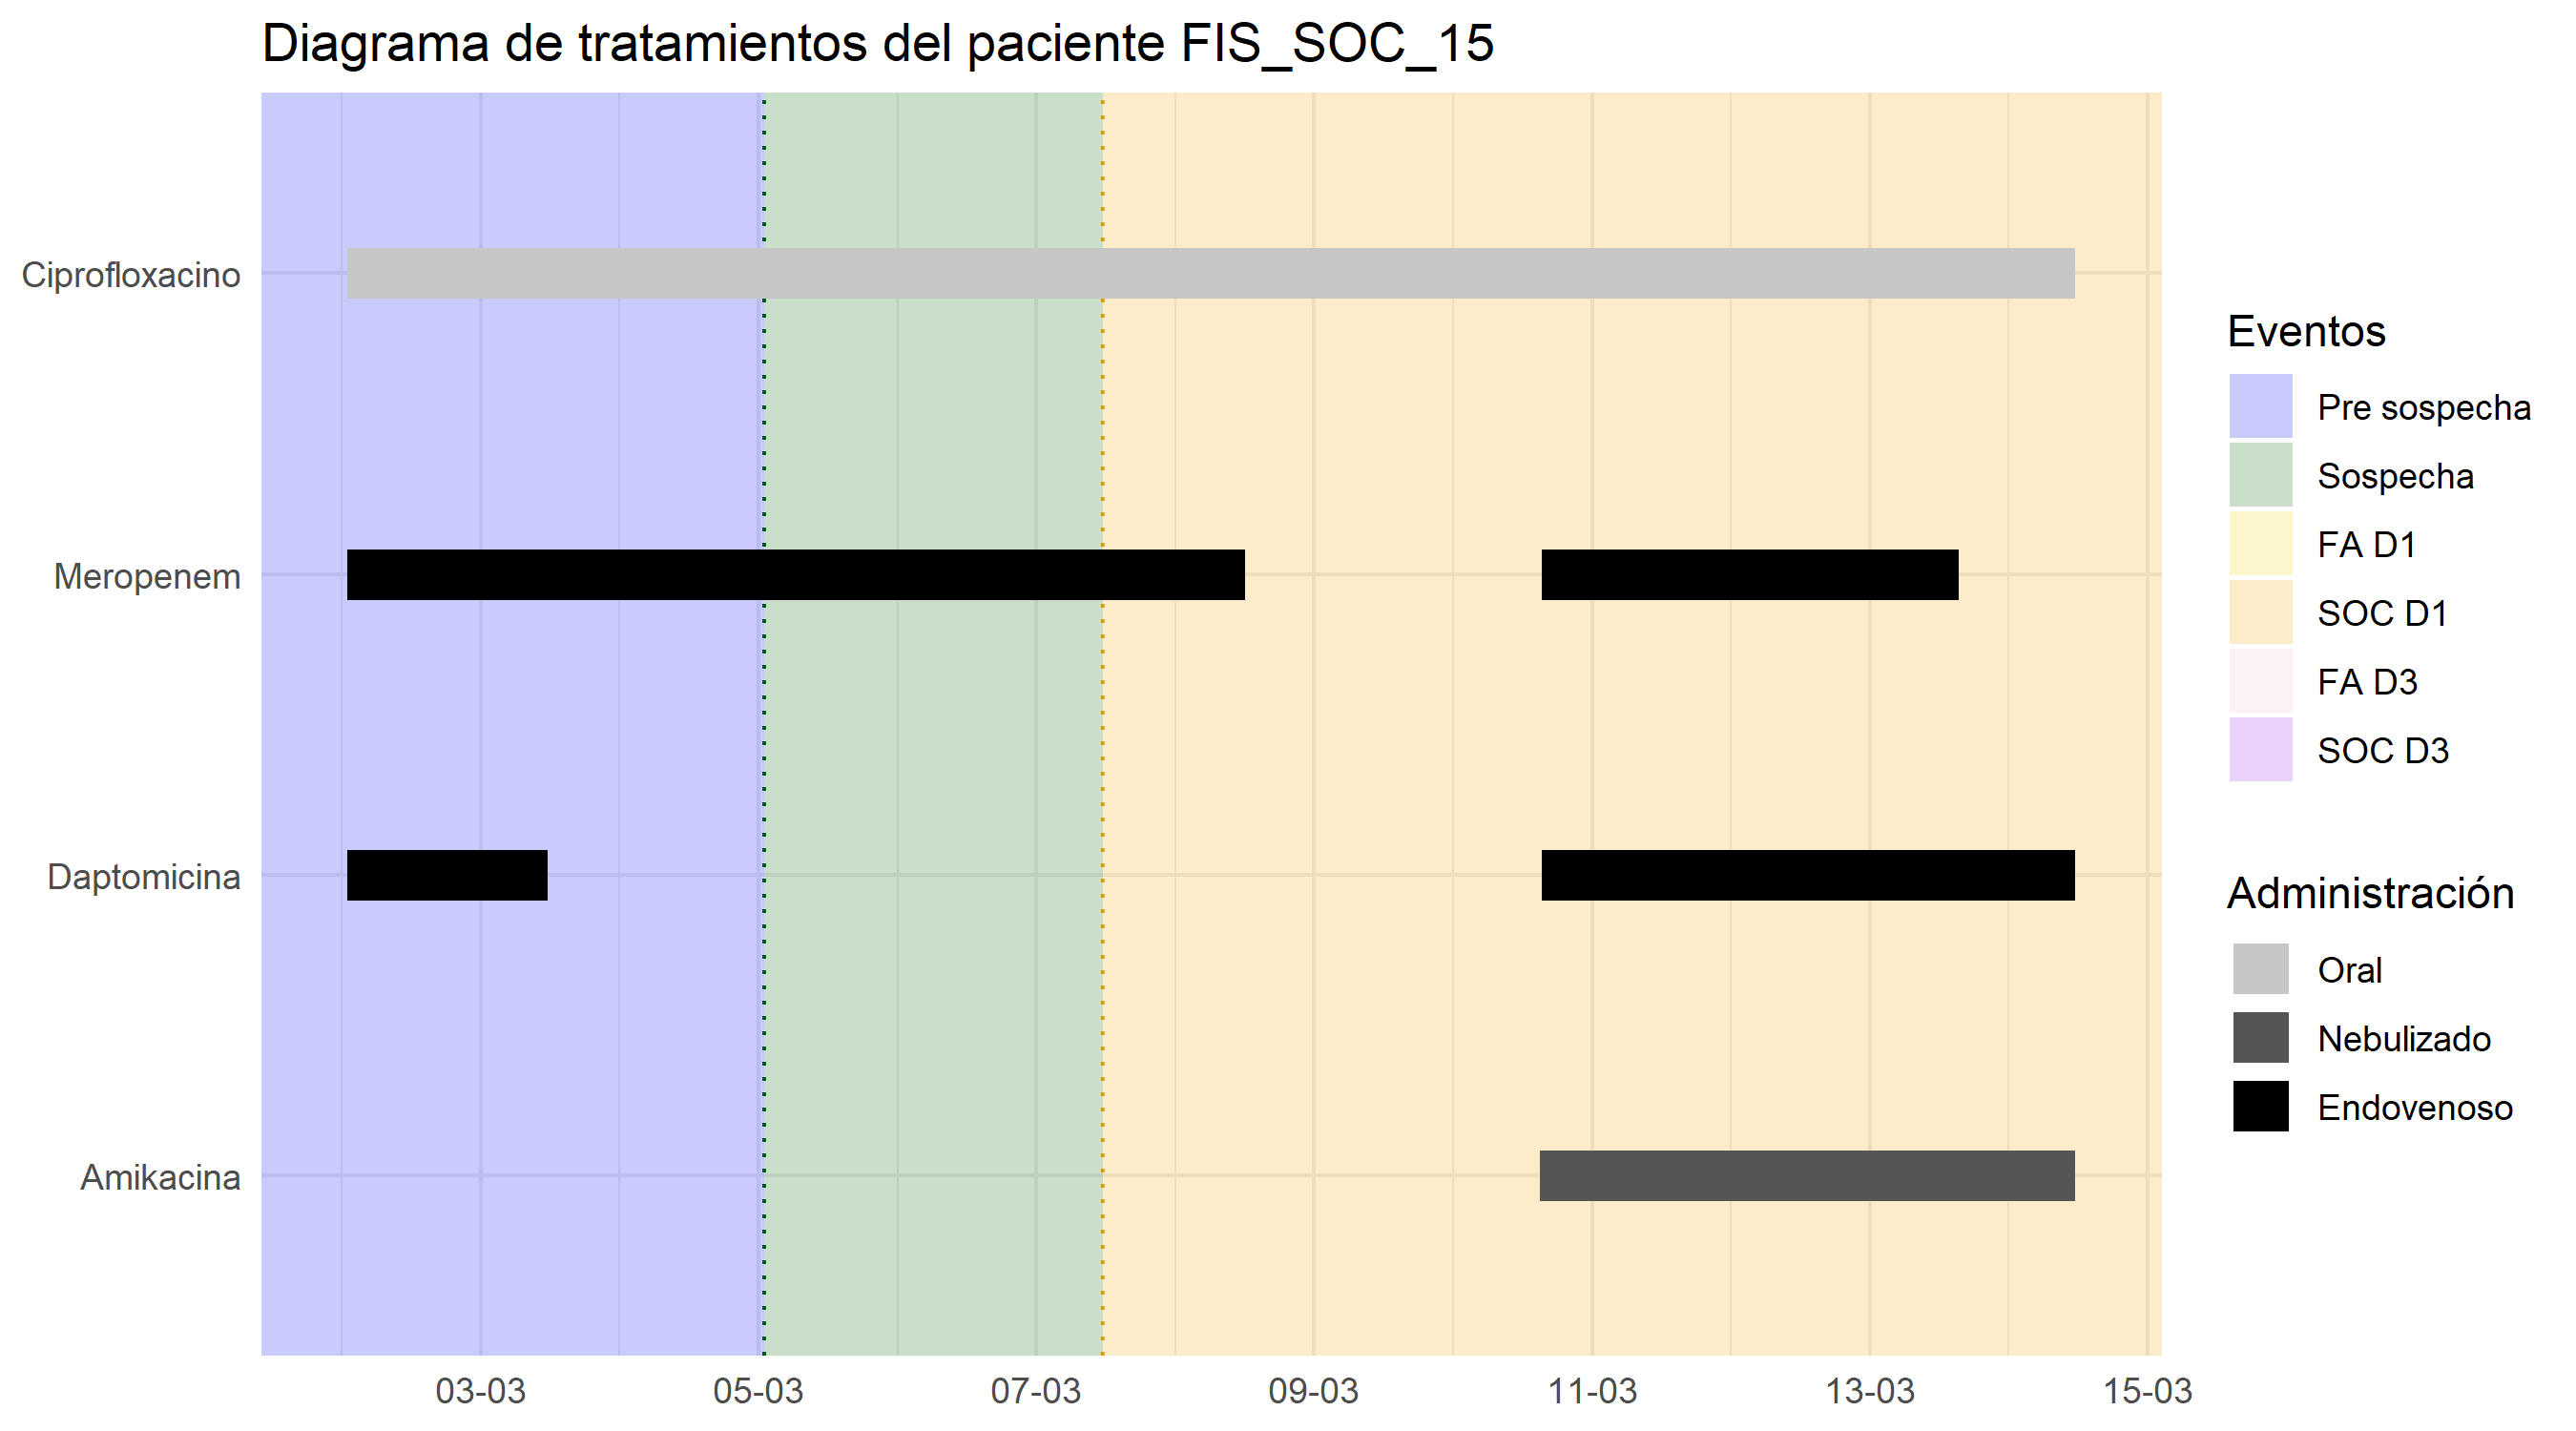 Diagrama de tratamientos del paciente FIS_SOC_15
Ciprofloxacino
Meropenem
Daptomicina
Amikacina
03-03
05-03
07-03
09-03
11-03
13-03
15-03
Eventos
Pre sospecha
Sospecha
FA D1
SOC D1
FA D3
SOC D3
Administración
Oral
Nebulizado
Endovenoso